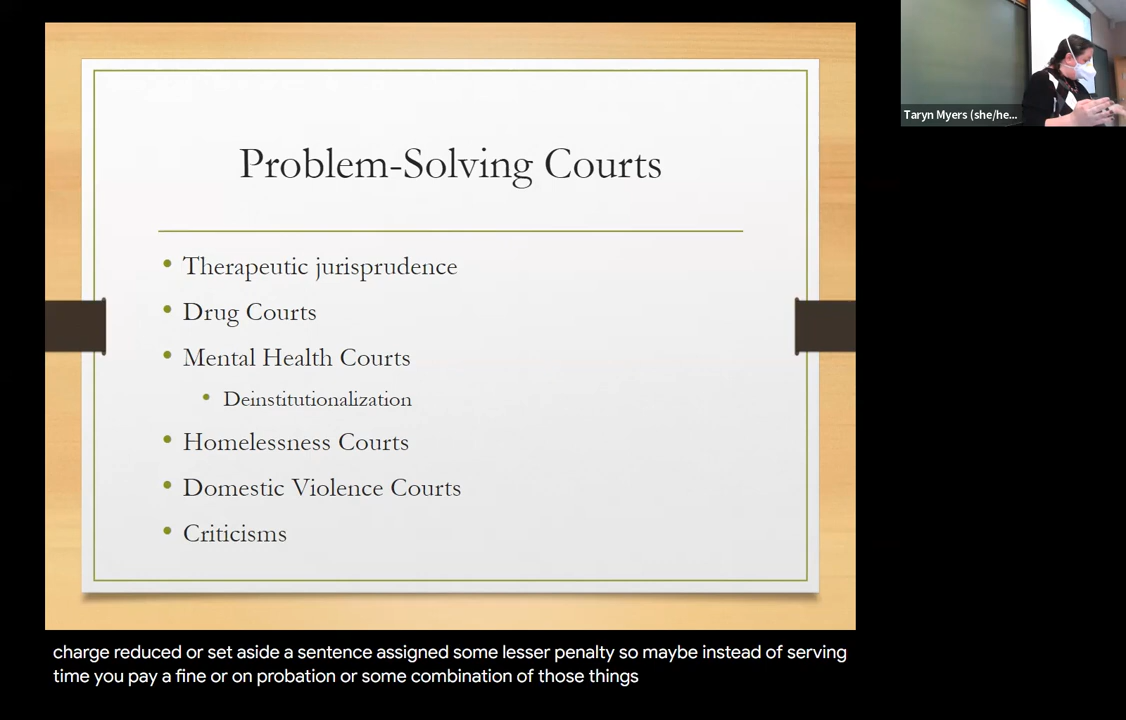 Problem-Solving Courts
Therapeutic jurisprudence
Drug Courts
Mental Health Courts
Deinstitutionalization
Homelessness Courts
Domestic Violence Courts
Criticisms
Taryn Myers (she/he...
charge reduced or set aside a sentence assigned some lesser penalty so maybe instead of serving
time you pay a fine or on probation or some combination of those things